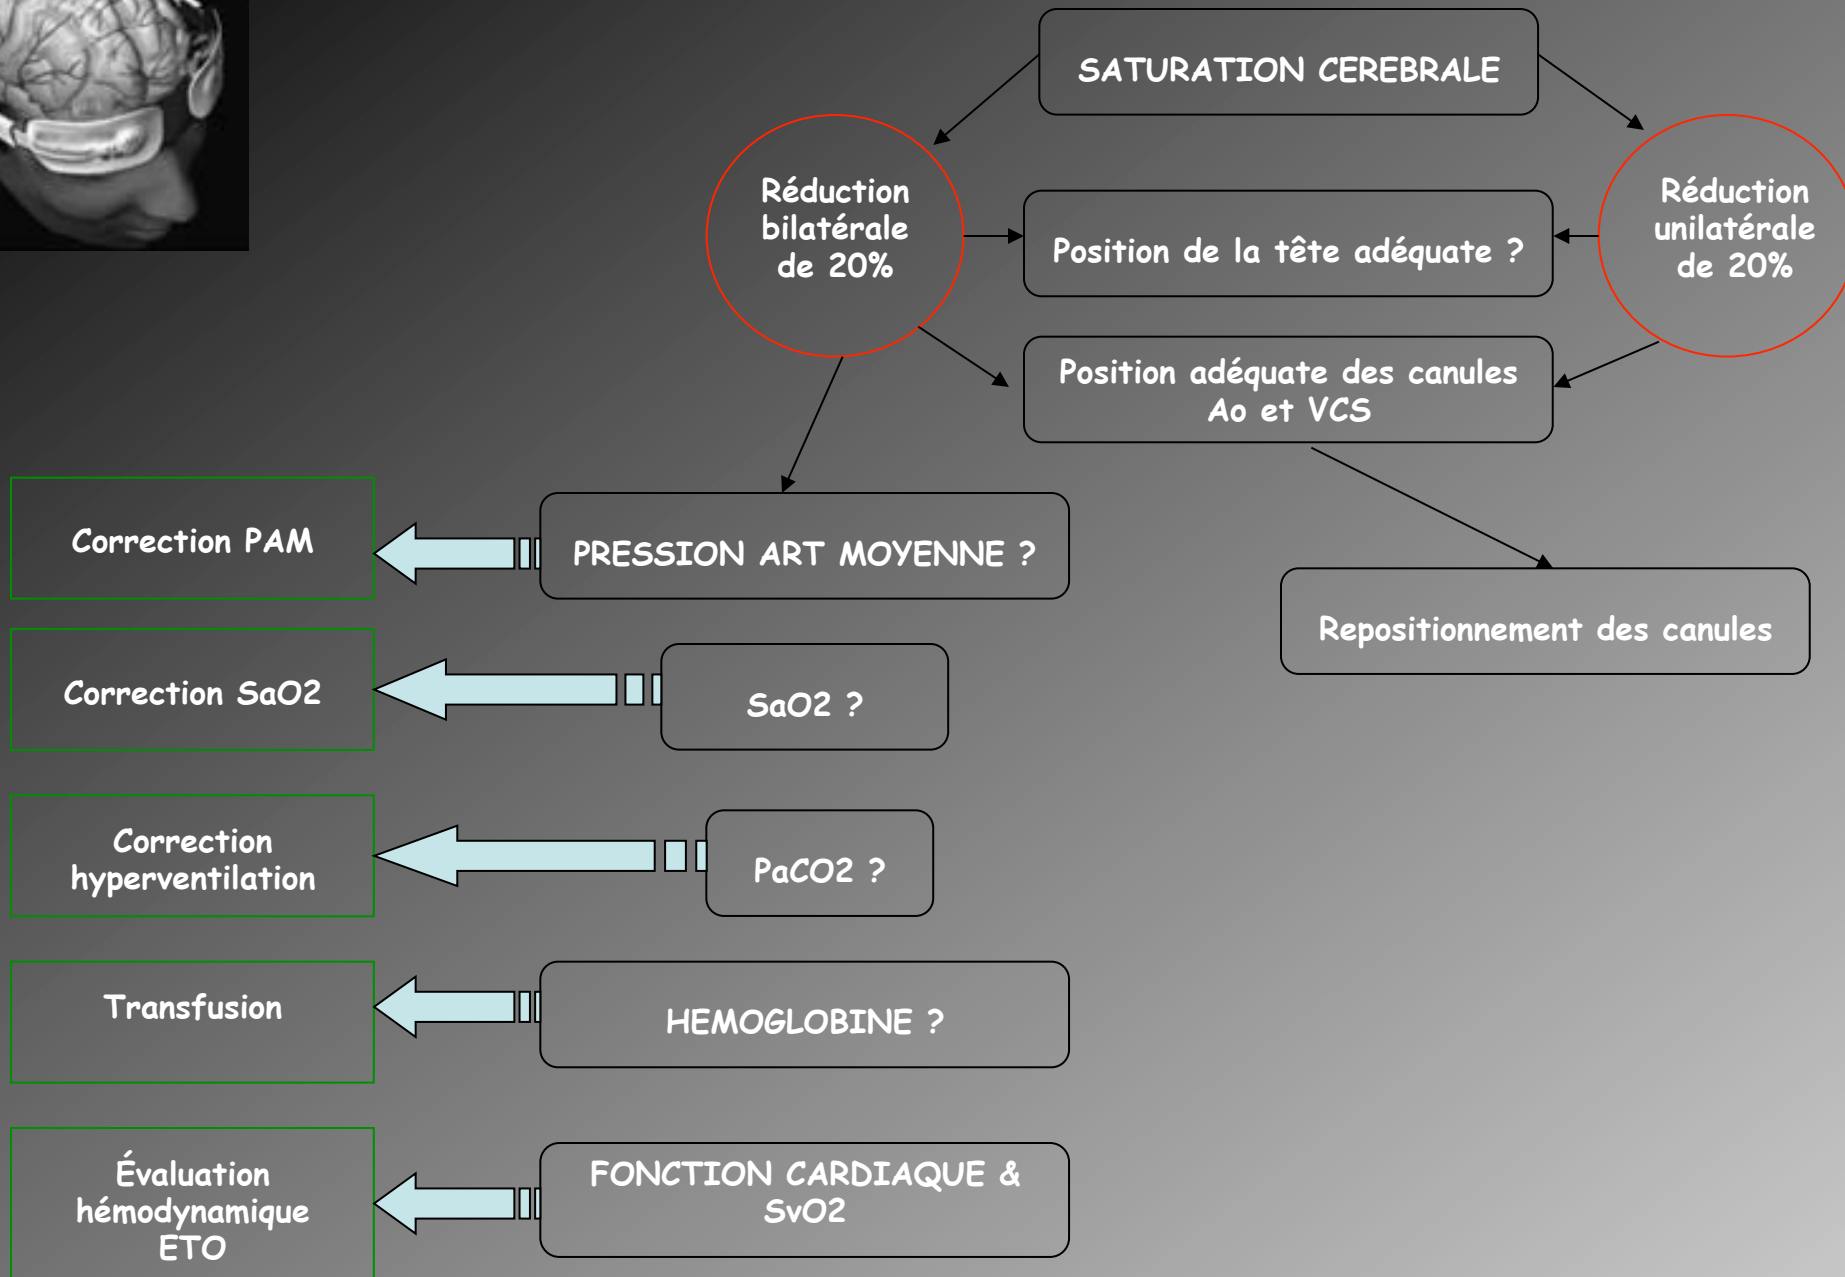 SATURATION CEREBRALE
Réduction
bilatérale
de 20%
Réduction
unilatérale
de 20%
Position de la tête adéquate ?
Position adéquate des canules
Ao et VCS
Correction PAM
PRESSION ART MOYENNE ?
Repositionnement des canules
Correction SaO2
SaO2 ?
Correction
hyperventilation
PaCO2 ?
Transfusion
HEMOGLOBINE ?
Évaluation
hémodynamique
ETO
FONCTION CARDIAQUE &
SvO2